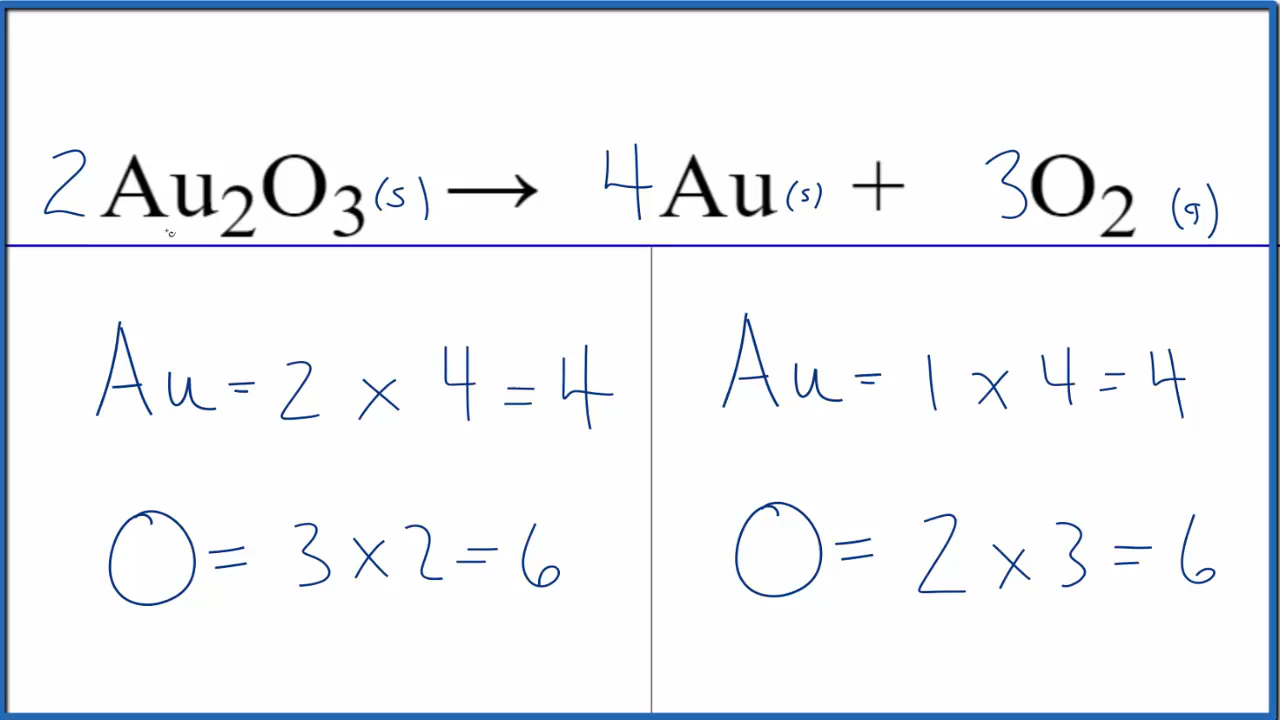 2Au₂O₃(s) → 4Au(s) + 3O₂(g)
Au = 2 x 4 = 4
Au = 1 x 4 = 4
O = 3 x 2 = 6
O = 2 x 3 = 6